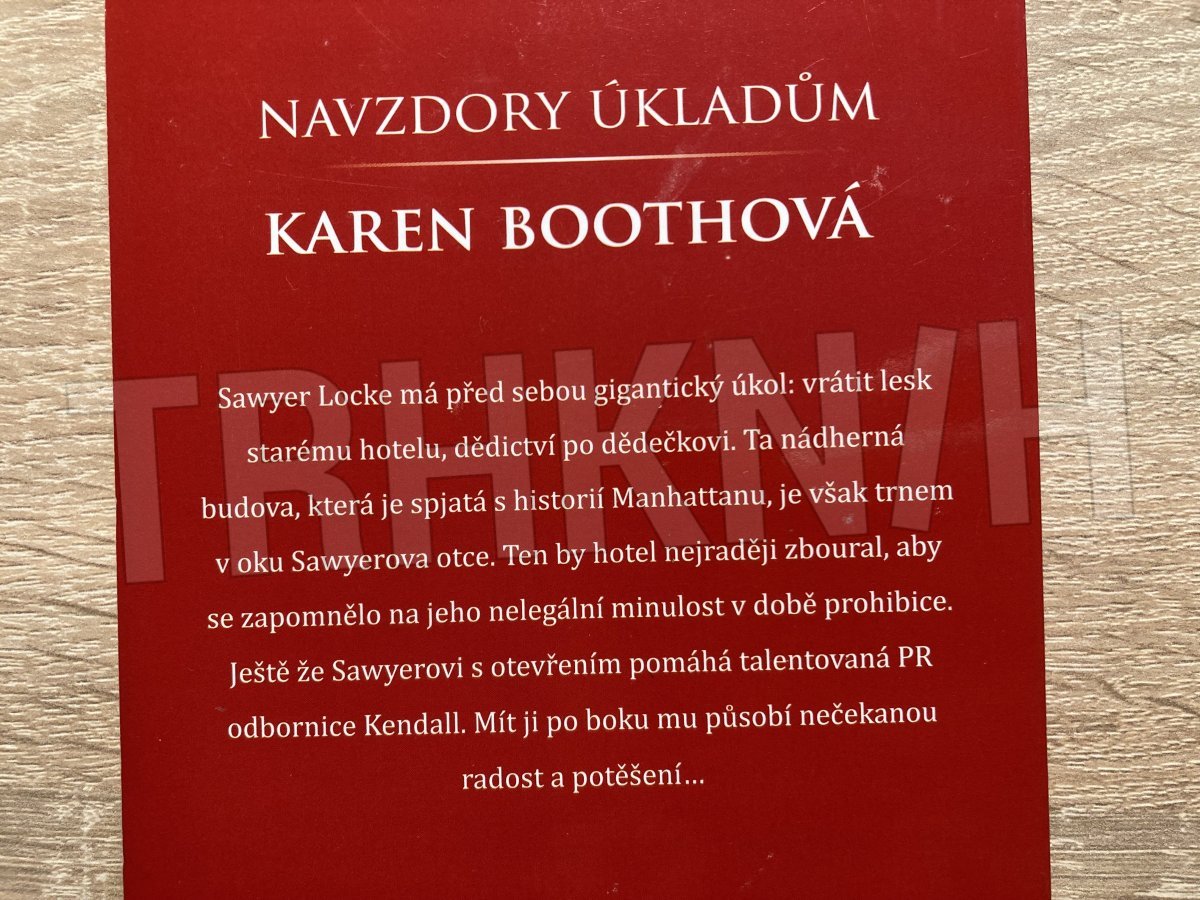 NAVZDORY ÚKLADŮM
KAREN BOOTHOVÁ
TRHKN/H
Sawyer Locke má před sebou gigantický úkol: vrátit lesk
starému hotelu, dědictví po dědečkovi. Ta nádherná
budova, která je spjatá s historií Manhattanu, je však trnem
v oku Sawyerova otce. Ten by hotel nejraději zboural, aby
se zapomnělo na jeho nelegální minulost v době prohibice.
Ještě že Sawyerovi s otevřením pomáhá talentovaná PR
odbornice Kendall. Mít ji po boku mu působí nečekanou
radost a potěšení…